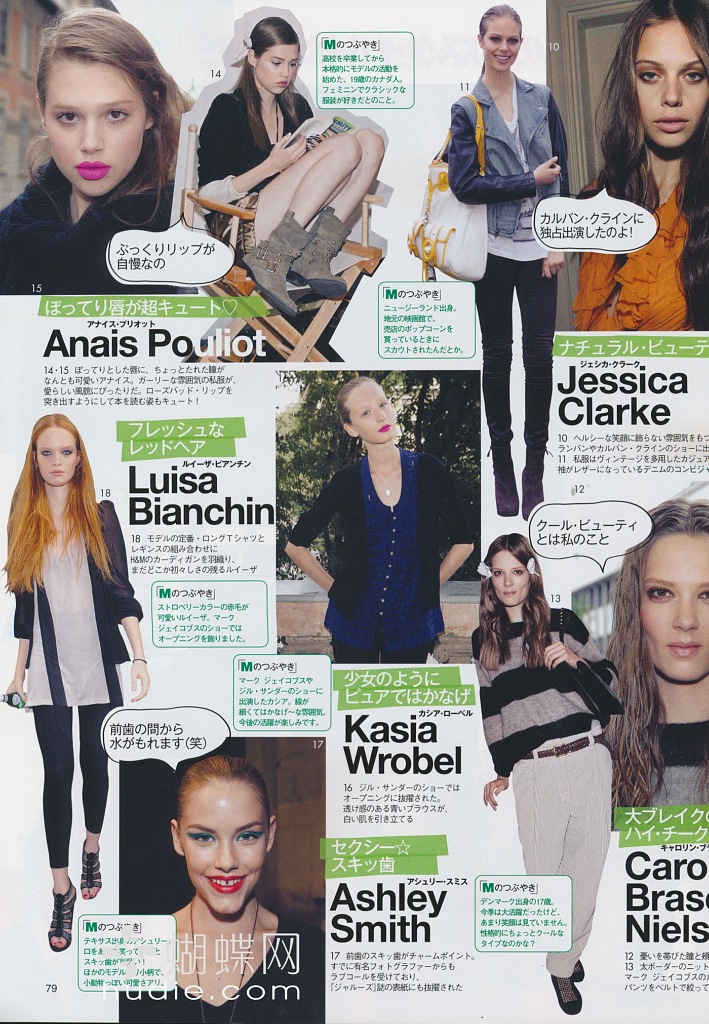 14
「Mのつぶやき」
高校を卒業してから
本格的にモデルの活動を
始めた、19歳のカナダ人。
フェミニンでクラシックな
服装が好きだとのこと。
10
11
カルバン・クラインに
独占出演したのよ!
ぷっくりリップが
自慢なの
15
ぽってり唇が超キュート♡
アナイス・プリオット
Anais Pouliot
14・15 ぽってりとした唇に、ちょっとたれた瞳が
なんとも可愛いアナイス。ガーリーな雰囲気の私服が、
愛らしい風貌にぴったりだ。ローズバッド・リップを
突き出すようにして本を読む姿もキュート!
「Mのつぶやき」
ニュージーランド出身。
地元の映画館で、
売店のポップコーンを
買っているときに
スカウトされたんだとか。
ナチュラル・ビューテ
ジェシカ・クラーク
Jessica
Clarke
10 ヘルシーな笑顔に飾らない雰囲気をもつ
ランバンやカルバン・クラインのショーに出
11 私服はヴィンテージを多用したカジュア
袖がレザーになっているデニムのコンビジャ
フレッシュな
レッドヘア
ルイーザ・ビアンチン
Luisa
Bianchin
18
18 モデルの定番・ロングTシャツと
レギンスの組み合わせに
H&Mのカーディガンを羽織り、
まだどこか初々しさの残るルイーザ
「Mのつぶやき」
ストロベリーカラーの赤毛が
可愛いルイーザ。マーク
ジェイコブスのショーでは
オープニングを飾りました。
12
クール・ビューティ
とは私のこと
13
「Mのつぶやき」
マーク ジェイコブスや
ジル・サンダーのショーに
出演したカシア。線が
細くてはかなげ〜な雰囲気。
今後の活躍が楽しみです。
少女のように
ピュアではかなげ
カシア・ローベル
Kasia
Wrobel
16 ジル・サンダーのショーでは
オープニングに抜擢された。
透け感のある青いブラウスが、
白い肌を引き立てる
前歯の間から
水がもれます(笑)
17
セクシー☆
スキッ歯
アシュリー・スミス
Ashley
Smith
17 前歯のスキッ歯がチャームポイント。
すでに有名フォトグラファーからも
ラブコールを受けており、
『ジャルーズ』誌の表紙にも抜擢された
「Mのつぶやき」
デンマーク出身の17歳。
今季は大活躍だったけど、
あまり笑顔は見ていません。
性格的にちょっとクールな
タイプなのかな?
大ブレイクの
ハイ・チーク
キャロリン・ブ
Caro
Bras
Niels
12 憂いを帯びた瞳と頬
13 太ボーダーのニット
マーク ジェイコブスのパ
パンツをベルトで絞って
「Mのつぶやき」
テキサス出身のアシュリー
スキッ歯が
ほかのモデル
小動物っぽい可愛さアリ。
蝴蝶网
nudie.com
79